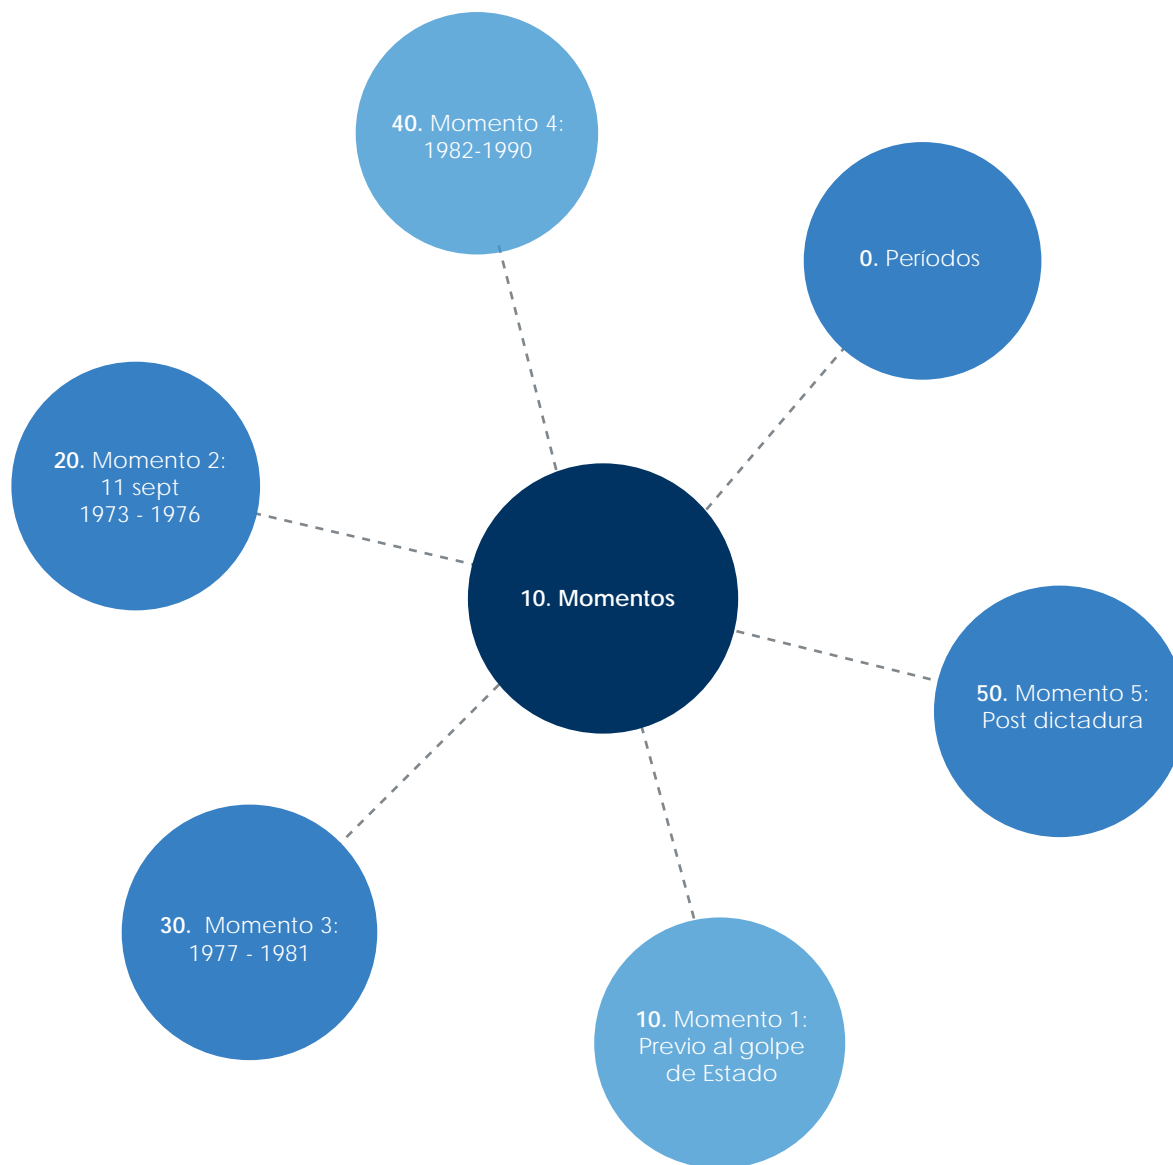 40. Momento 4:
1982-1990
0. Períodos
20. Momento 2:
11 sept
1973 - 1976
10. Momentos
50. Momento 5:
Post dictadura
30. Momento 3:
1977 - 1981
10. Momento 1:
Previo al golpe
de Estado